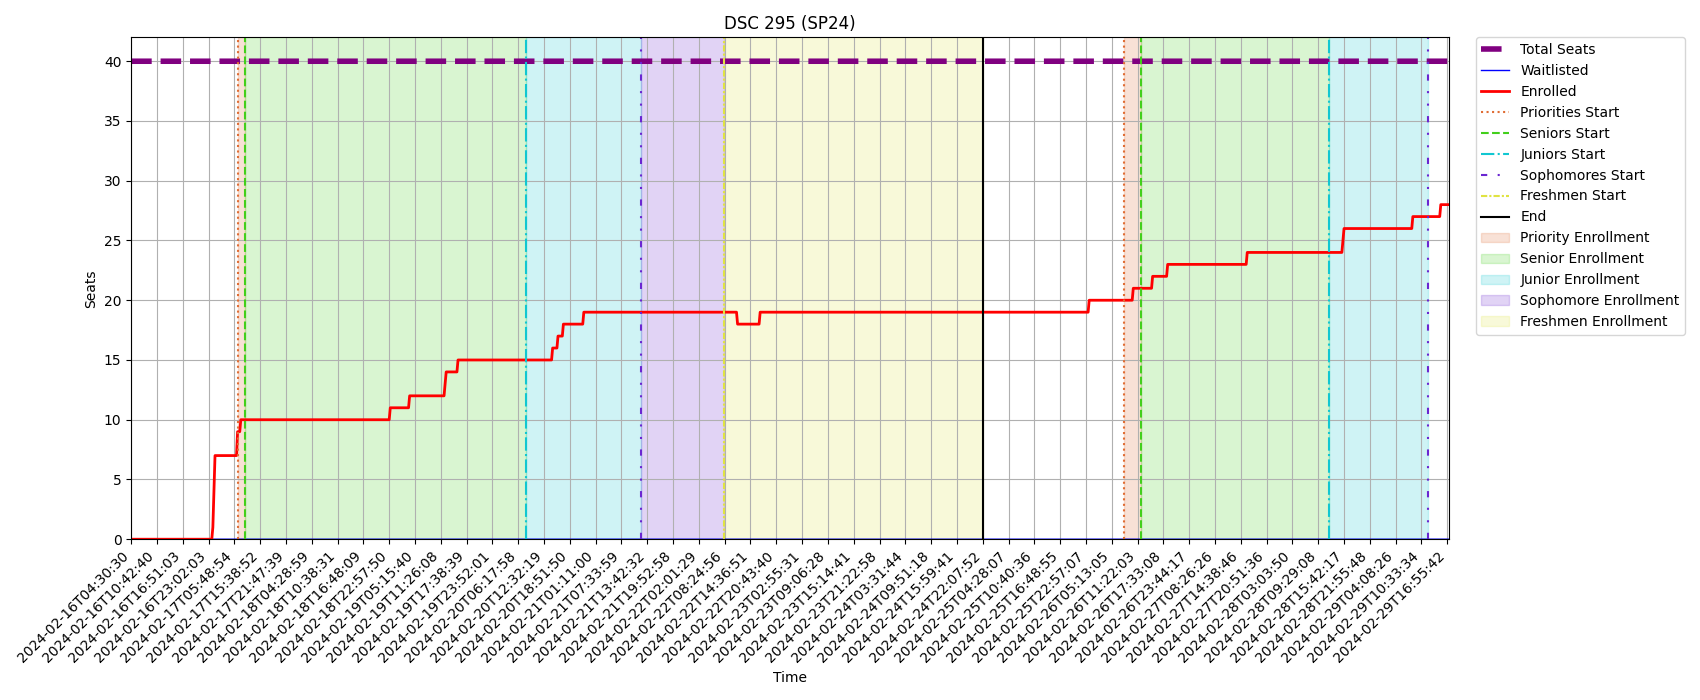 DSC 295 (SP24)
40
35
30
25
20
15
10
5
0
Seats
2024-02-16T04:30:30
2024-02-16T10:42:40
2024-02-16T16:51:03
2024-02-16T23:02:03
2024-02-17T05:48:54
2024-02-17T15:38:52
2024-02-17T21:47:39
2024-02-18T04:28:59
2024-02-18T10:38:31
2024-02-18T16:48:09
2024-02-18T22:57:50
2024-02-19T05:15:40
2024-02-19T11:26:08
2024-02-19T17:38:39
2024-02-19T23:52:01
2024-02-20T06:17:58
2024-02-20T12:32:19
2024-02-20T18:51:50
2024-02-21T01:11:00
2024-02-21T07:33:59
2024-02-21T13:42:32
2024-02-21T19:52:58
2024-02-22T02:01:29
2024-02-22T08:24:56
2024-02-22T14:36:51
2024-02-22T20:43:40
2024-02-23T02:55:31
2024-02-23T09:06:28
2024-02-23T15:14:41
2024-02-23T21:22:58
2024-02-24T03:31:44
2024-02-24T09:51:18
2024-02-24T15:59:41
2024-02-24T22:07:52
2024-02-25T04:28:07
2024-02-25T10:40:36
2024-02-25T16:48:55
2024-02-25T22:57:07
2024-02-26T05:13:05
2024-02-26T11:22:03
2024-02-26T17:33:08
2024-02-26T23:44:17
2024-02-27T08:26:26
2024-02-27T14:38:46
2024-02-27T20:51:36
2024-02-28T03:03:50
2024-02-28T09:29:08
2024-02-28T15:42:17
2024-02-28T21:55:48
2024-02-29T04:08:26
2024-02-29T10:33:34
2024-02-29T16:55:42
Time
Total Seats
Waitlisted
Enrolled
Priorities Start
Seniors Start
Juniors Start
Sophomores Start
Freshmen Start
End
Priority Enrollment
Senior Enrollment
Junior Enrollment
Sophomore Enrollment
Freshmen Enrollment